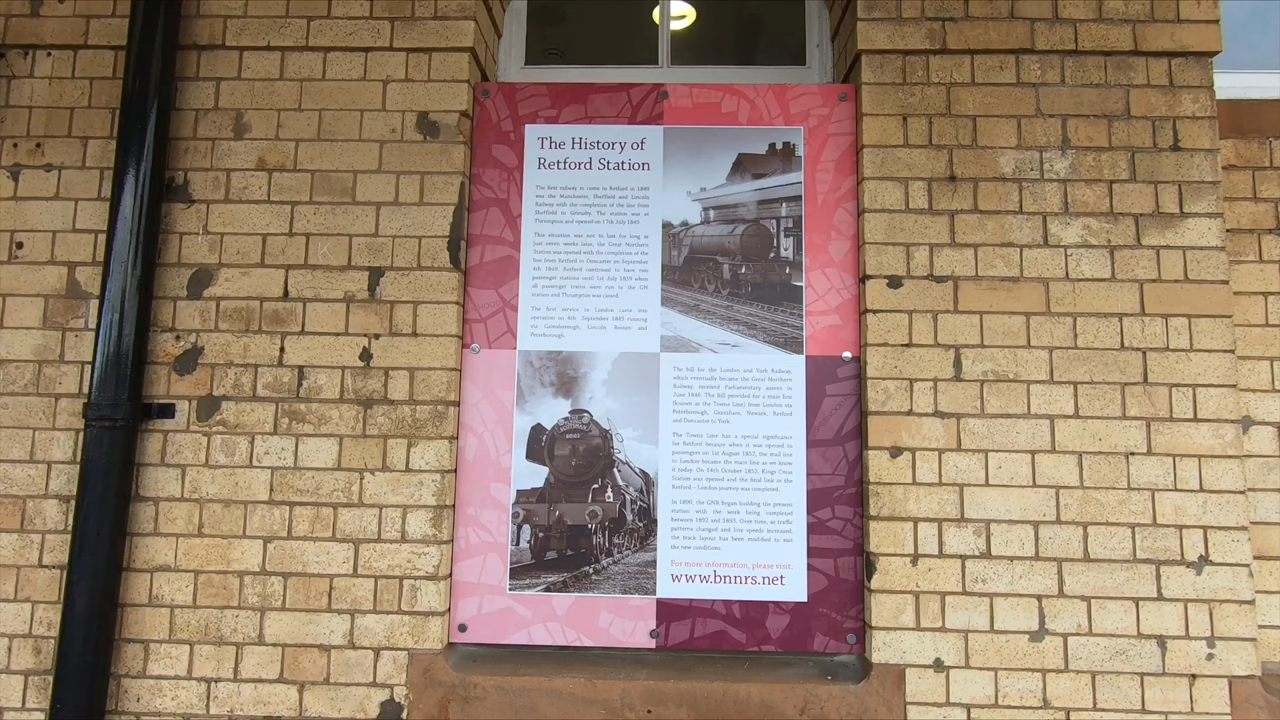 The History of
Retford Station
The first railway to come to Retford in 1849
was the Manchester, Sheffield and Lincoln
Railway with the completion of the line from
Sheffield to Grimsby. The station was at
Thrumpton and opened on 17th July 1849.
This situation was not to last for long as
just seven weeks later, the Great Northern
Station was opened with the completion of the
line from Retford to Doncaster on September
4th 1849. Retford continued to have two
passenger stations until 1st July 1859 when
all passenger trains were run to the GN
station and Thrumpton was closed.
The first service to London came into
operation on 4th September 1849 running
via Gainsborough, Lincoln, Boston and
Peterborough.
THE
FLYING
SCOTSMAN
60103
The bill for the London and York Railway,
which eventually became the Great Northern
Railway, received Parliamentary assent in
June 1846. The Bill provided for a main line
(known as the Towns Line) from London via
Peterborough, Grantham, Newark, Retford
and Doncaster to York.
The Towns Line has a special significance
for Retford because when it was opened to
passengers on 1st August 1852, the mail line
to London became the main line as we know
it today. On 14th October 1852, Kings Cross
Station was opened and the final link in the
Retford – London journey was completed.
In 1890, the GNR began building the present
station with the work being completed
between 1892 and 1893. Over time, as traffic
patterns changed and line speeds increased,
the track layout has been modified to suit
the new conditions.
For more information, please visit:
www.bnnrs.net